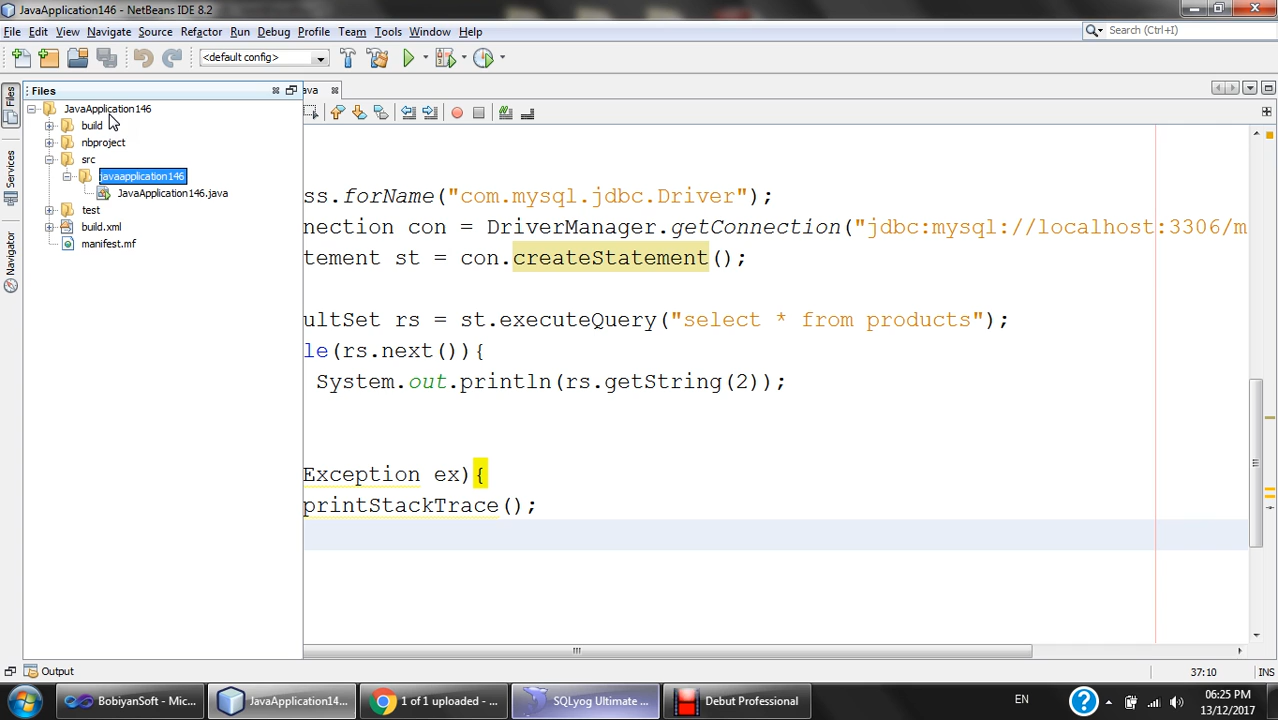 JavaApplication146 - NetBeans IDE 8.2
File Edit View Navigate Source Refactor Run Debug Profile Team Tools Window Help
Search (Ctrl+I)
<default config>
Files
ava
Files
Services
Navigator
JavaApplication146
build
nbproject
src
javaapplication146
JavaApplication146.java
test
build.xml
manifest.mf
ss.forName("com.mysql.jdbc.Driver");
nection con = DriverManager.getConnection("jdbc:mysql://localhost:3306/m
tement st = con.createStatement();
ultSet rs = st.executeQuery("select * from products");
le(rs.next()){
System.out.println(rs.getString(2));
Exception ex){
printStackTrace();
Output
37:10
INS
BobiyanSoft - Mic...
JavaApplication14...
1 of 1 uploaded - ...
SQLyog Ultimate ...
Debut Professional
EN
06:25 PM
13/12/2017